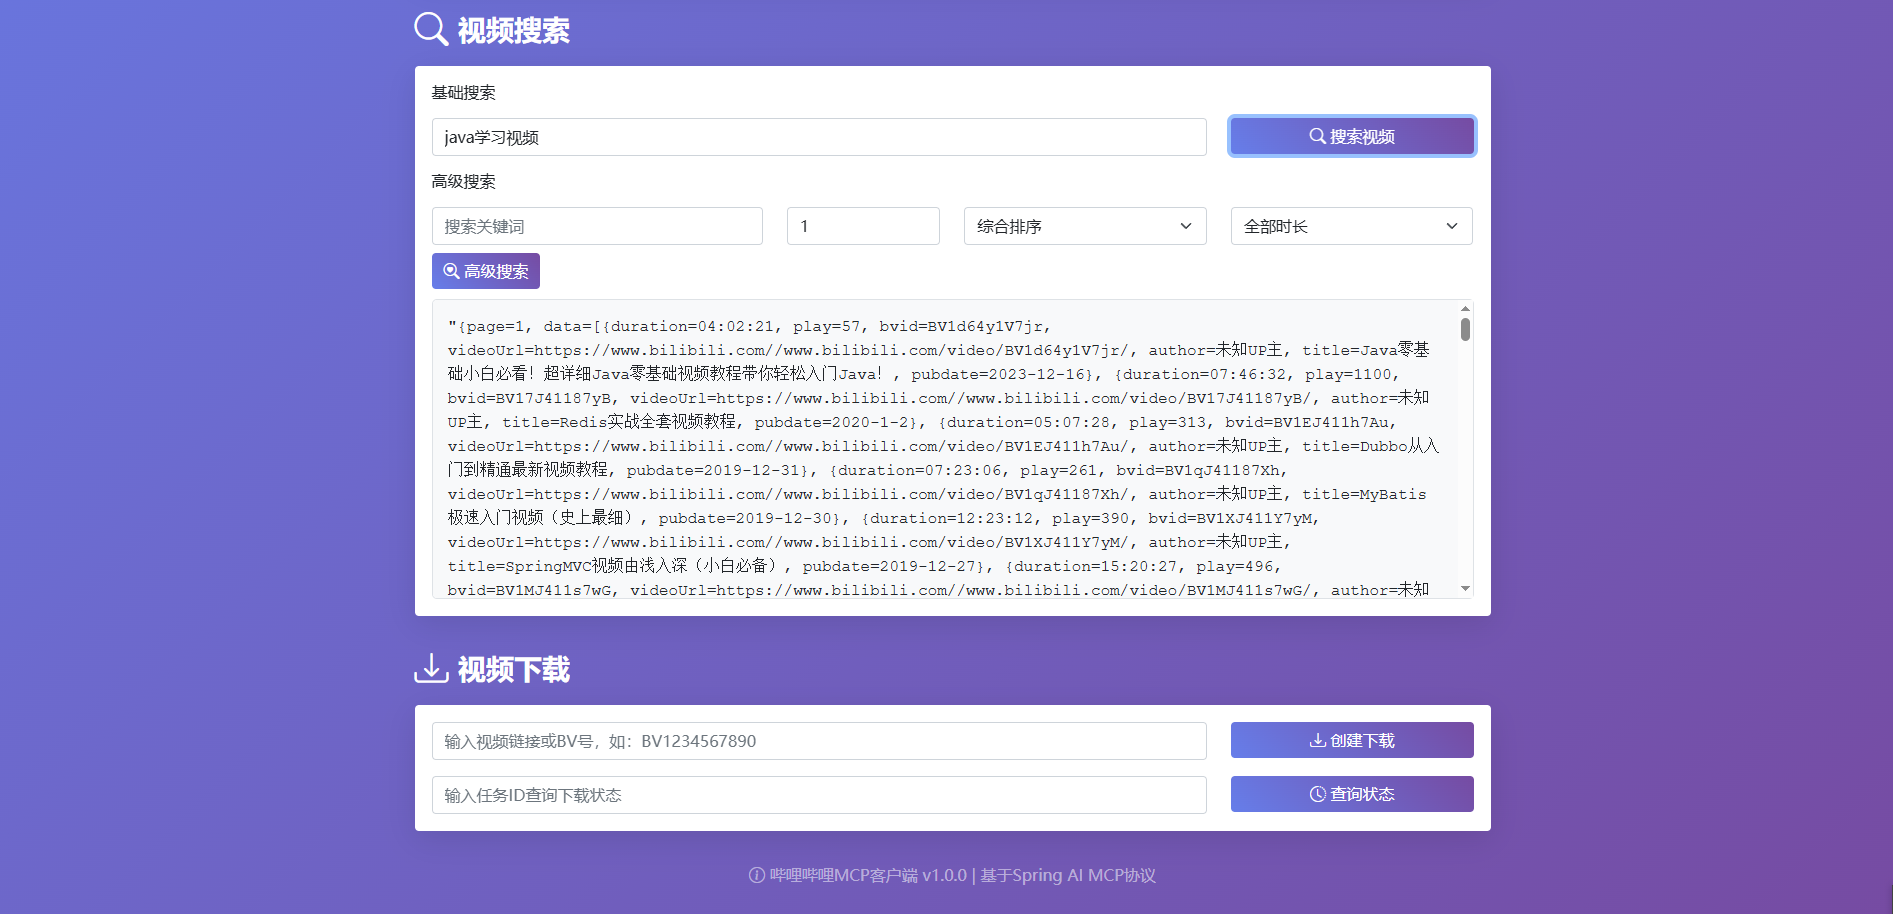 视频搜索
基础搜索
java学习视频
搜索视频
高级搜索
搜索关键词
1
综合排序
全部时长
高级搜索
"{page=1, data=[{duration=04:02:21, play=57, bvid=BV1d64y1V7jr,
videoUrl=https://www.bilibili.com//www.bilibili.com/video/BV1d64y1V7jr/, author=未知UP主, title=Java零基
础小白必看！超详细Java零基础视频教程带你轻松入门Java！, pubdate=2023-12-16}, {duration=07:46:32, play=1100,
bvid=BV17J41187yB, videoUrl=https://www.bilibili.com//www.bilibili.com/video/BV17J41187yB/, author=未知
UP主, title=Redis实战全套视频教程, pubdate=2020-1-2}, {duration=05:07:28, play=313, bvid=BV1EJ411h7Au,
videoUrl=https://www.bilibili.com//www.bilibili.com/video/BV1EJ411h7Au/, author=未知UP主, title=Dubbo从入
门到精通最新视频教程, pubdate=2019-12-31}, {duration=07:23:06, play=261, bvid=BV1qJ41187Xh,
videoUrl=https://www.bilibili.com//www.bilibili.com/video/BV1qJ41187Xh/, author=未知UP主, title=MyBatis
极速入门视频（史上最细）, pubdate=2019-12-30}, {duration=12:23:12, play=390, bvid=BV1XJ411Y7yM,
videoUrl=https://www.bilibili.com//www.bilibili.com/video/BV1XJ411Y7yM/, author=未知UP主,
title=SpringMVC视频由浅入深（小白必备）, pubdate=2019-12-27}, {duration=15:20:27, play=496,
bvid=BV1MJ411s7wG, videoUrl=https://www.bilibili.com//www.bilibili.com/video/BV1MJ411s7wG/, author=未知
视频下载
输入视频链接或BV号，如：BV1234567890
创建下载
输入任务ID查询下载状态
查询状态
哔哩哔哩MCP客户端 v1.0.0 | 基于Spring AI MCP协议